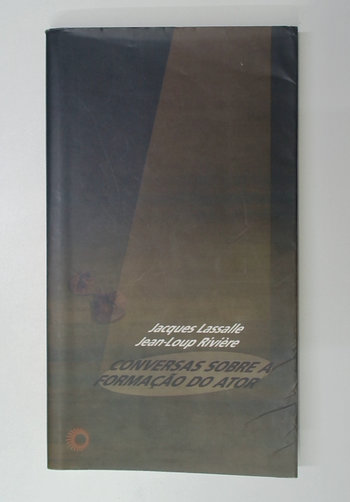 Jacques Lassalle
Jean-Loup Rivière
CONVERSAS SOBRE A
FORMAÇÃO DO ATOR